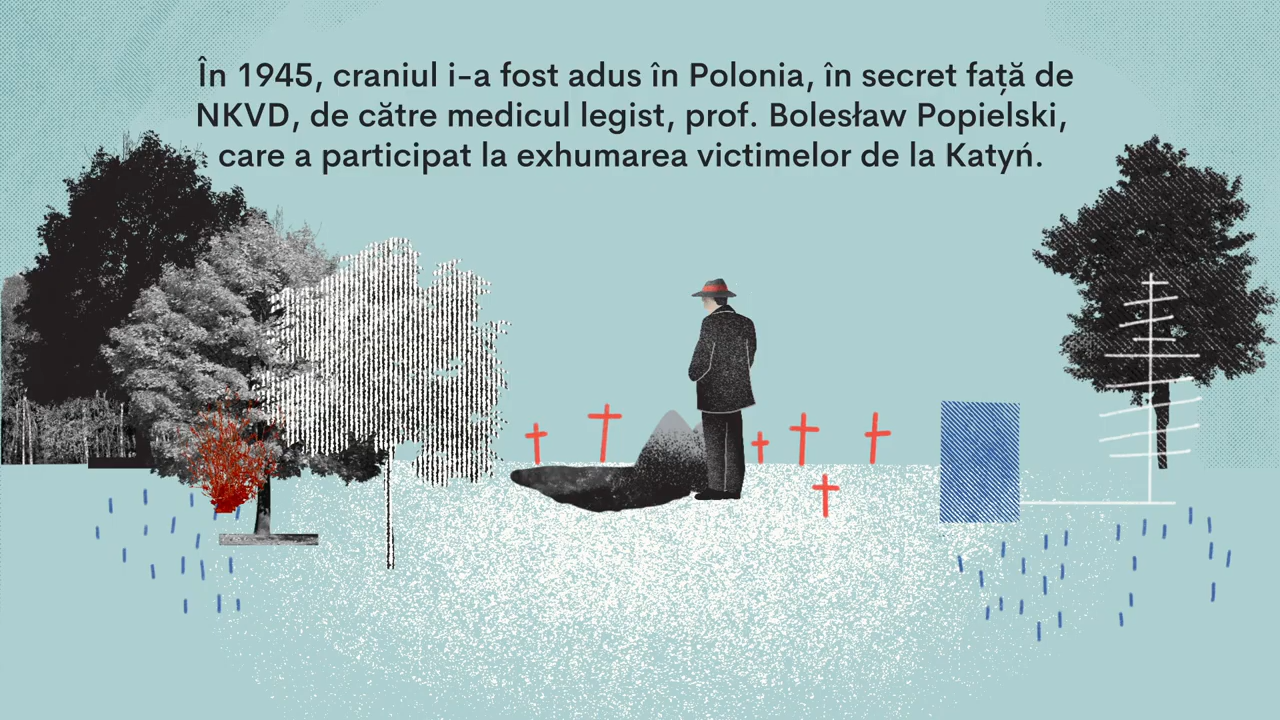 În 1945, craniul i-a fost adus în Polonia, în secret față de
NKVD, de către medicul legist, prof. Bolesław Popielski,
care a participat la exhumarea victimelor de la Katyń.